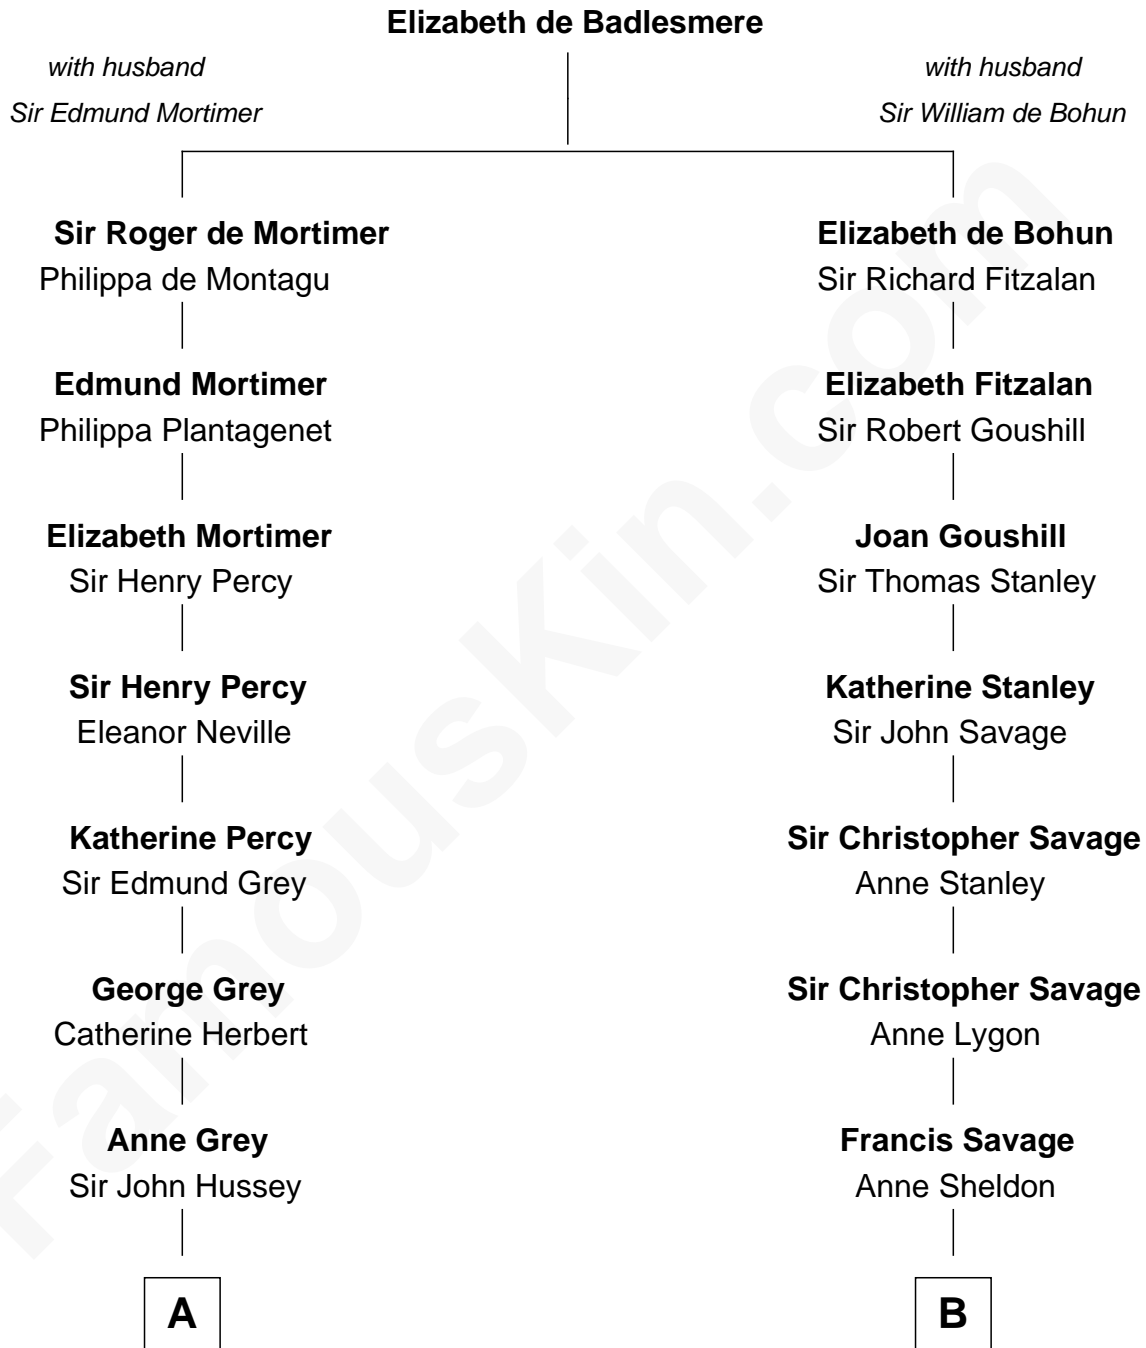 Elizabeth de Badlesmere
with husband
Sir Edmund Mortimer
with husband
Sir William de Bohun
Sir Roger de Mortimer
Philippa de Montagu
Elizabeth de Bohun
Sir Richard Fitzalan
Edmund Mortimer
Philippa Plantagenet
Elizabeth Fitzalan
Sir Robert Goushill
Elizabeth Mortimer
Sir Henry Percy
Joan Goushill
Sir Thomas Stanley
Sir Henry Percy
Eleanor Neville
Katherine Stanley
Sir John Savage
Katherine Percy
Sir Edmund Grey
Sir Christopher Savage
Anne Stanley
George Grey
Catherine Herbert
Sir Christopher Savage
Anne Lygon
Anne Grey
Sir John Hussey
Francis Savage
Anne Sheldon
A
B
FamousKin.com